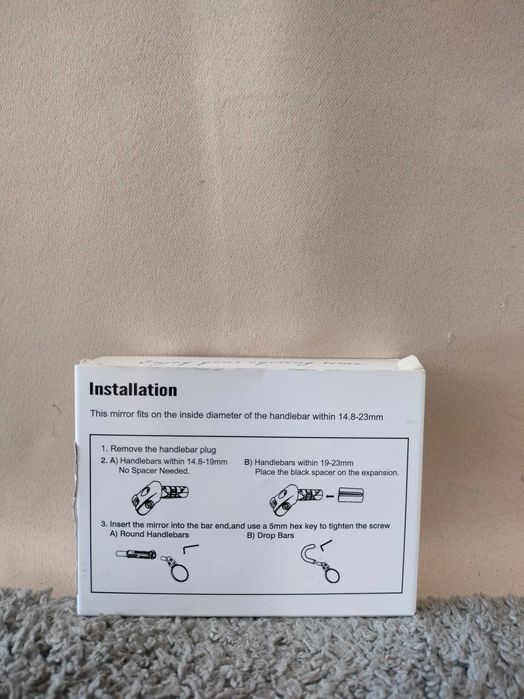 Installation
This mirror fits on the inside diameter of the handlebar within 14.8-23mm
1. Remove the handlebar plug
2. A) Handlebars within 14.8-19mm
No Spacer Needed.
B) Handlebars within 19-23mm
Place the black spacer on the expansion.
3. Insert the mirror into the bar end,and use a 5mm hex key to tighten the screw
A) Round Handlebars
B) Drop Bars